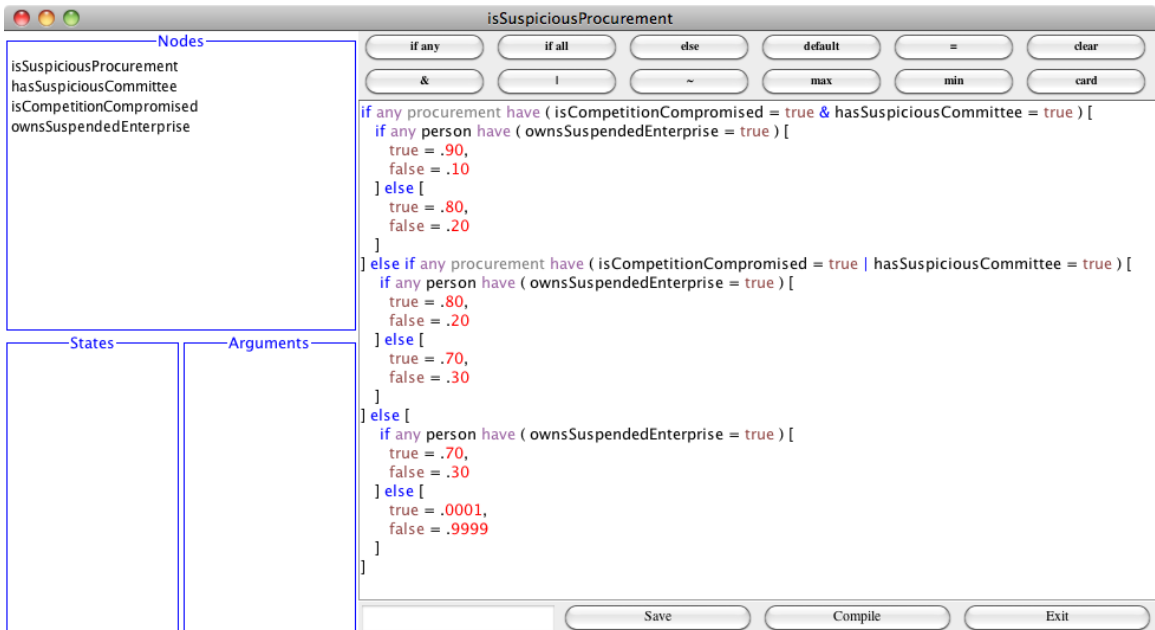 isSuspiciousProcurement
Nodes
isSuspiciousProcurement
hasSuspiciousCommittee
isCompetitionCompromised
ownsSuspendedEnterprise
States
Arguments
if any if all else default = clear
& | ~ max min card
if any procurement have ( isCompetitionCompromised = true & hasSuspiciousCommittee = true ) [
if any person have ( ownsSuspendedEnterprise = true ) [
true = .90,
false = .10
] else [
true = .80,
false = .20
]
] else if any procurement have ( isCompetitionCompromised = true | hasSuspiciousCommittee = true ) [
if any person have ( ownsSuspendedEnterprise = true ) [
true = .80,
false = .20
] else [
true = .70,
false = .30
]
] else [
if any person have ( ownsSuspendedEnterprise = true ) [
true = .70,
false = .30
] else [
true = .0001,
false = .9999
]
]
Save Compile Exit